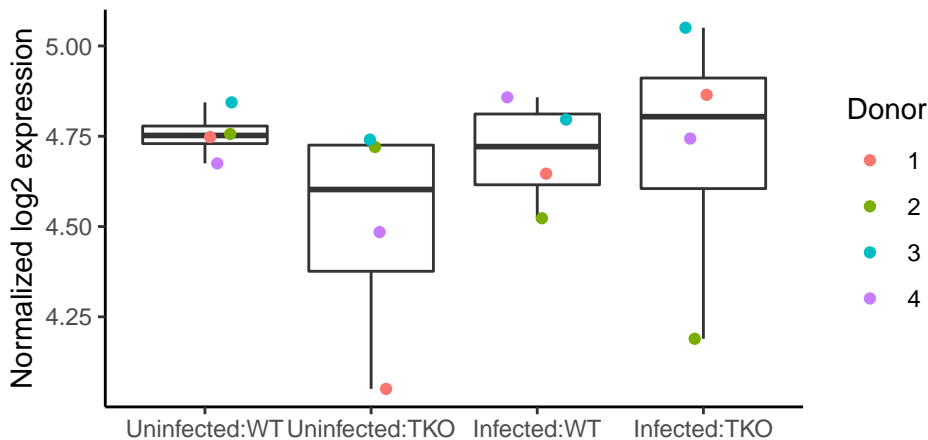 Normalized log2 expression
5.00
4.75
4.50
4.25
Uninfected:WT
Uninfected:TKO
Infected:WT
Infected:TKO
Donor
1
2
3
4